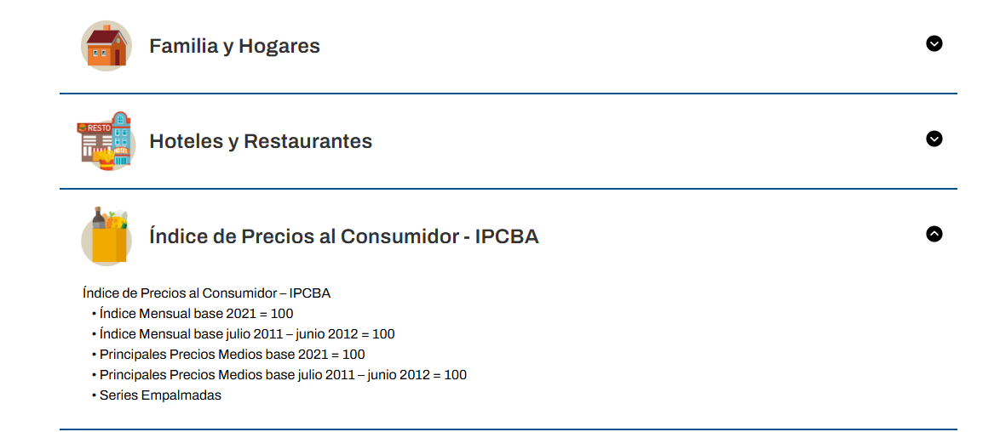 Familia y Hogares
RESTO
Hoteles y Restaurantes
Índice de Precios al Consumidor - IPCBA
Índice de Precios al Consumidor – IPCBA
• Índice Mensual base 2021 = 100
• Índice Mensual base julio 2011 – junio 2012 = 100
• Principales Precios Medios base 2021 = 100
• Principales Precios Medios base julio 2011 – junio 2012 = 100
• Series Empalmadas